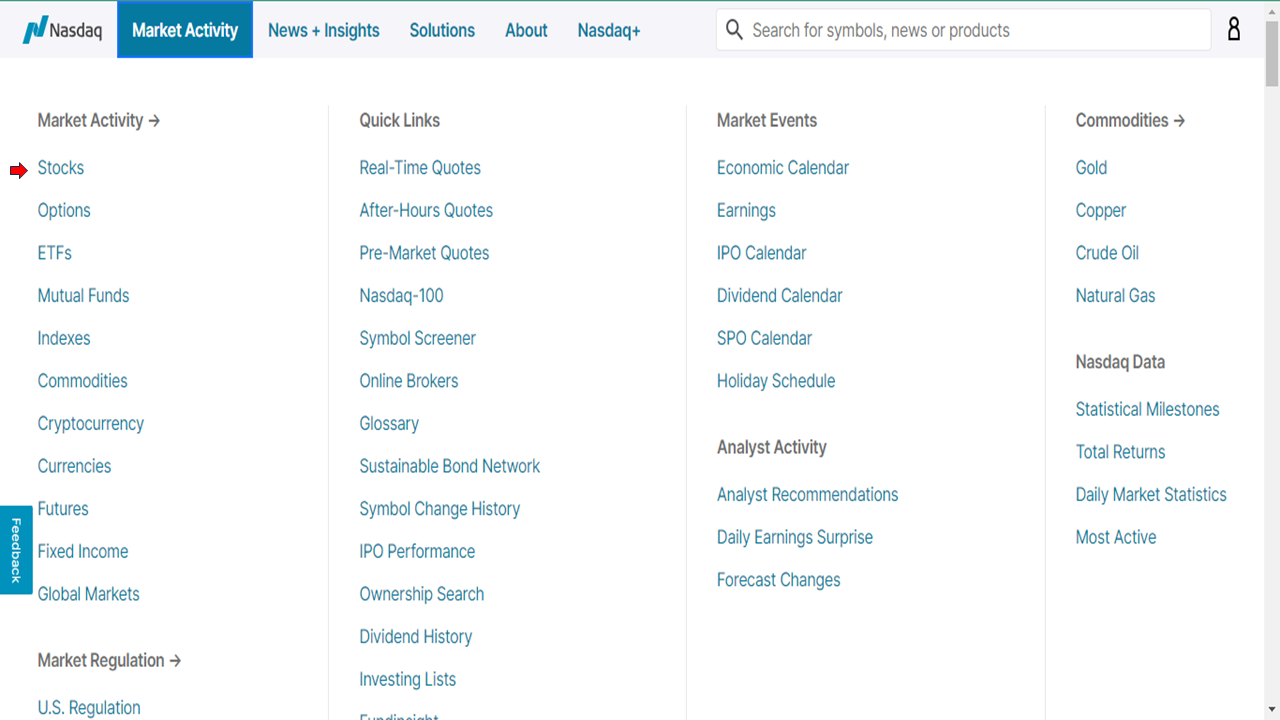 Nasdaq
Market Activity
News + Insights
Solutions
About
Nasdaq+
Search for symbols, news or products
Market Activity →
Stocks
Options
ETFs
Mutual Funds
Indexes
Commodities
Cryptocurrency
Currencies
Futures
Fixed Income
Global Markets
Market Regulation →
U.S. Regulation
Quick Links
Real-Time Quotes
After-Hours Quotes
Pre-Market Quotes
Nasdaq-100
Symbol Screener
Online Brokers
Glossary
Sustainable Bond Network
Symbol Change History
IPO Performance
Ownership Search
Dividend History
Investing Lists
Fundinsight
Market Events
Economic Calendar
Earnings
IPO Calendar
Dividend Calendar
SPO Calendar
Holiday Schedule
Analyst Activity
Analyst Recommendations
Daily Earnings Surprise
Forecast Changes
Commodities →
Gold
Copper
Crude Oil
Natural Gas
Nasdaq Data
Statistical Milestones
Total Returns
Daily Market Statistics
Most Active
Feedback